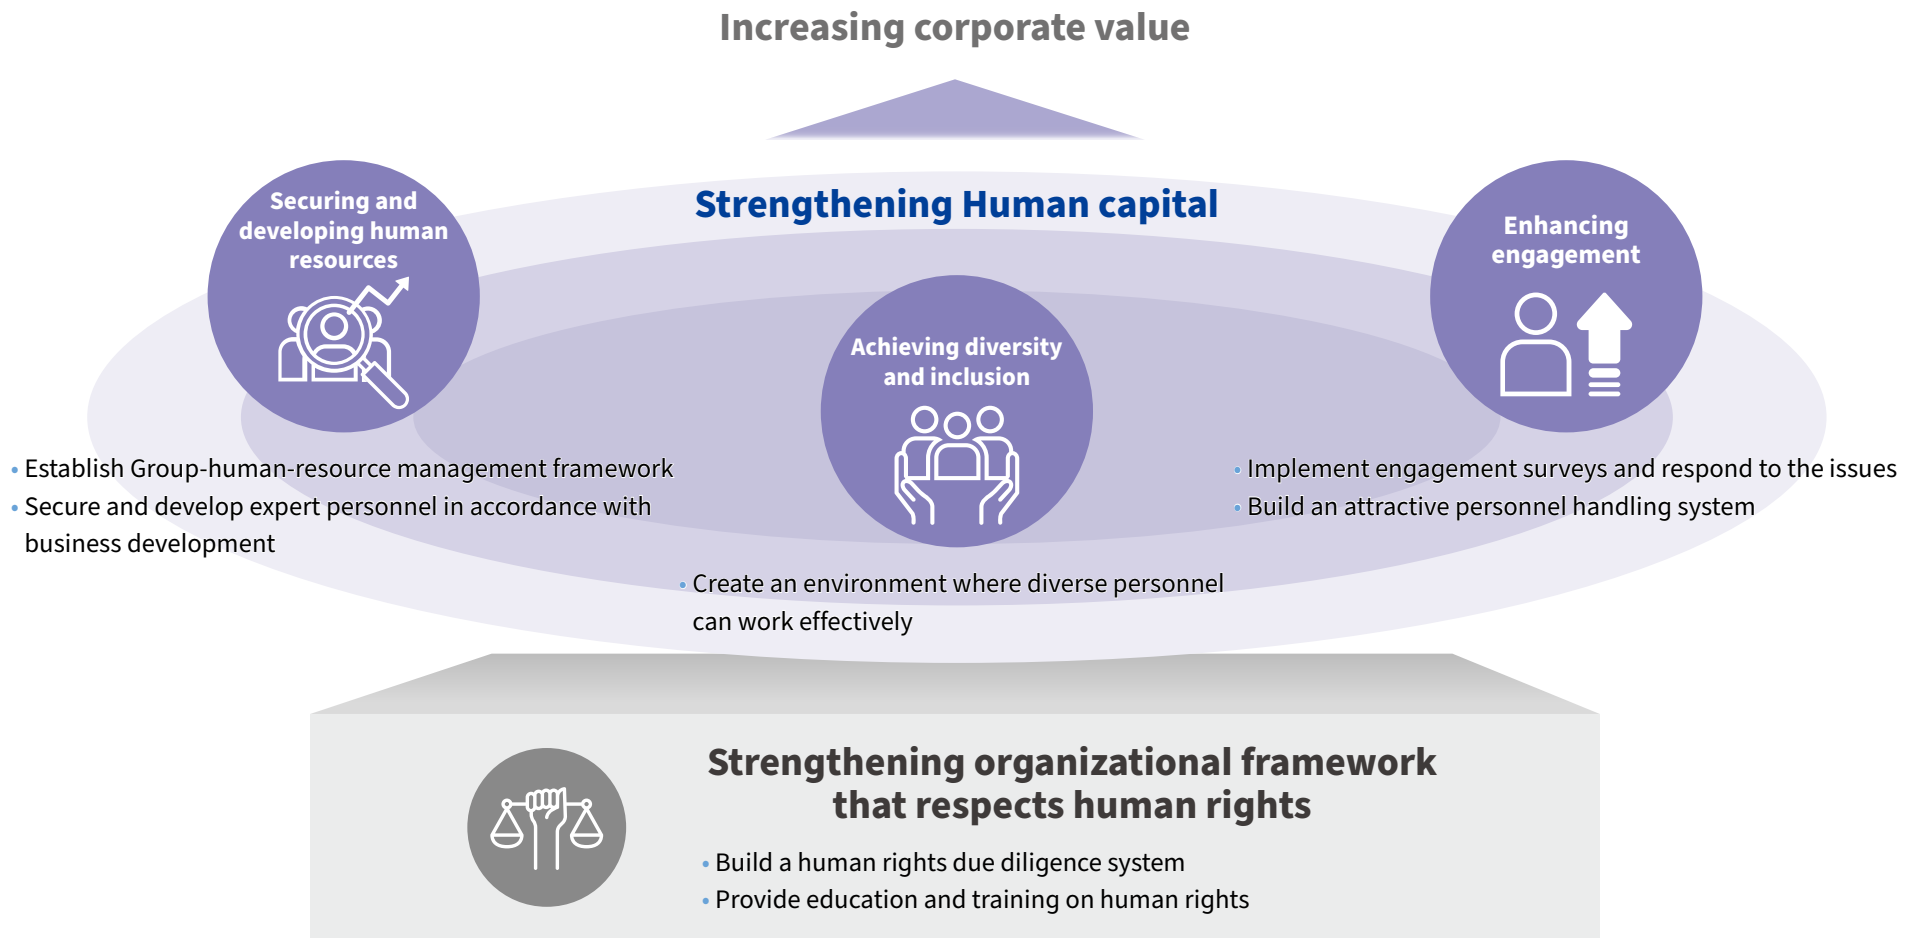 Increasing corporate value
Strengthening Human capital
Securing and
developing human
resources
• Establish Group-human-resource management framework
• Secure and develop expert personnel in accordance with
business development
Achieving diversity
and inclusion
• Create an environment where diverse personnel
can work effectively
Enhancing
engagement
• Implement engagement surveys and respond to the issues
• Build an attractive personnel handling system
Strengthening organizational framework
that respects human rights
• Build a human rights due diligence system
• Provide education and training on human rights